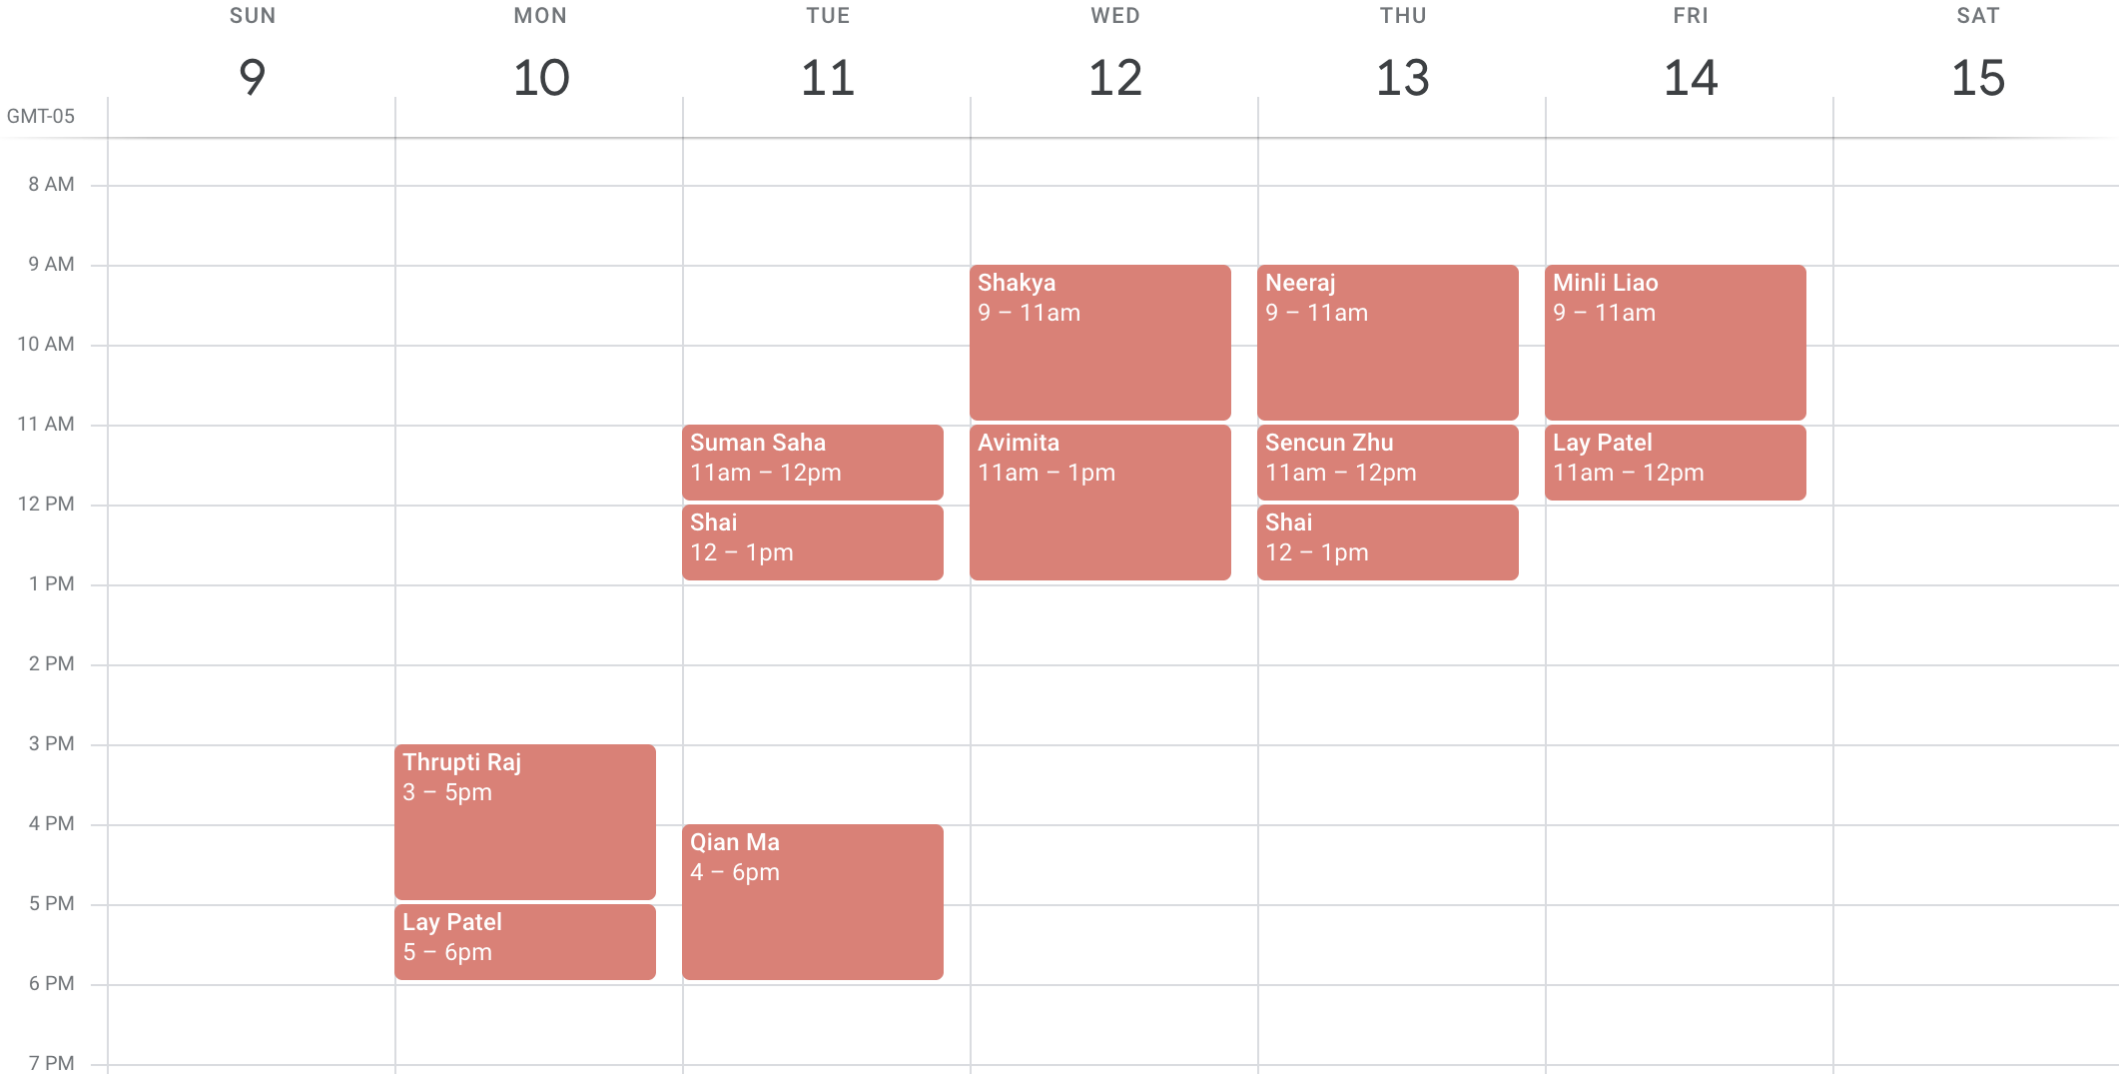 SUN MON TUE WED THU FRI SAT
9 10 11 12 13 14 15
GMT-05
8 AM
9 AM
Shakya
9 – 11am
Neeraj
9 – 11am
Minli Liao
9 – 11am
10 AM
11 AM
Suman Saha
11am – 12pm
Avimita
11am – 1pm
Sencun Zhu
11am – 12pm
Lay Patel
11am – 12pm
12 PM
Shai
12 – 1pm
Shai
12 – 1pm
1 PM
2 PM
3 PM
Thrupti Raj
3 – 5pm
4 PM
Qian Ma
4 – 6pm
5 PM
Lay Patel
5 – 6pm
6 PM
7 PM